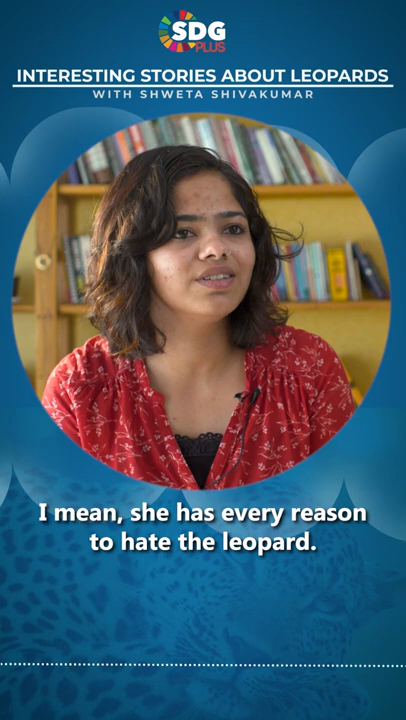 SDG
PLUS
INTERESTING STORIES ABOUT LEOPARDS
WITH SHWETA SHIVAKUMAR
I mean, she has every reason
to hate the leopard.